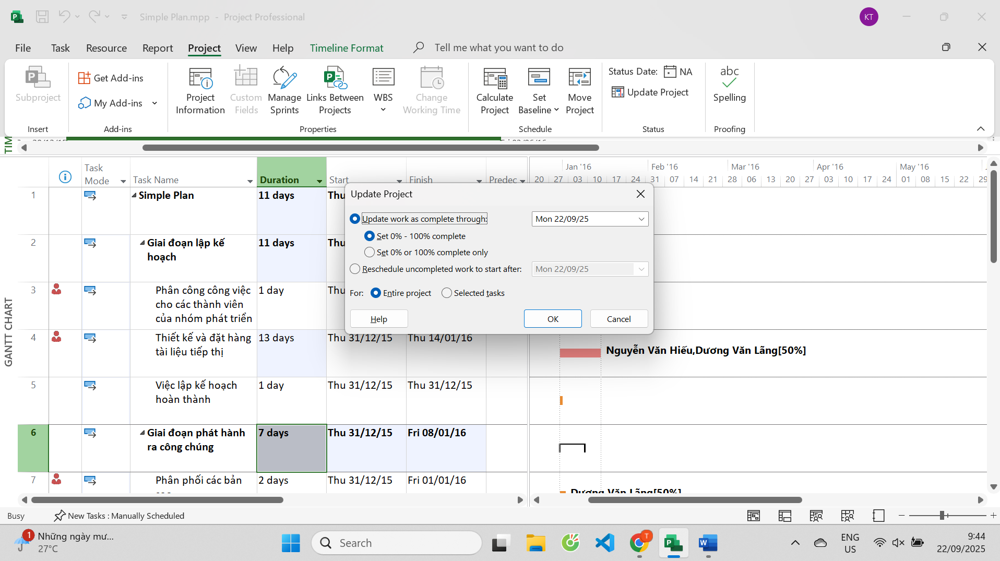 Simple Plan.mpp - Project Professional
KT
File Task Resource Report Project View Help Timeline Format Tell me what you want to do
Subproject
Insert
Get Add-ins
My Add-ins
Add-ins
Project Information
Custom Fields
Manage Sprints
Links Between Projects
WBS
Change Working Time
Properties
Calculate Project
Set Baseline
Move Project
Schedule
Status Date: NA
Update Project
Status
abc
Spelling
Proofing
TIM
Task Mode
Task Name
Duration
Start
Finish
Predec
Jan '16 Feb '16 Mar '16 Apr '16 May '16
20 27 03 10 17 24 31 07 14 21 28 06 13 20 27 03 10 17 24 01 08 15 22 29
1 Simple Plan 11 days Thu
2 Giai đoạn lập kế
hoạch
11 days Thu
3 Phân công công việc
cho các thành viên
của nhóm phát triển
1 day Thu
4 Thiết kế và đặt hàng
tài liệu tiếp thị
13 days Thu 31/12/15 Thu 14/01/16
Nguyễn Văn Hiếu,Dương Văn Lãng[50%]
5 Việc lập kế hoạch
hoàn thành
1 day Thu 31/12/15 Thu 31/12/15
6 Giai đoạn phát hành
ra công chúng
7 days Thu 31/12/15 Fri 08/01/16
7 Phân phối các bản
2 days Thu 31/12/15 Fri 01/01/16
Dương Văn Lãng[50%]
GANTT CHART
Update Project
Update work as complete through: Mon 22/09/25
Set 0% - 100% complete
Set 0% or 100% complete only
Reschedule uncompleted work to start after: Mon 22/09/25
For: Entire project Selected tasks
Help OK Cancel
Busy New Tasks : Manually Scheduled
1
Những ngày mư...
27°C
Search
T
ENG
US
9:44
22/09/2025